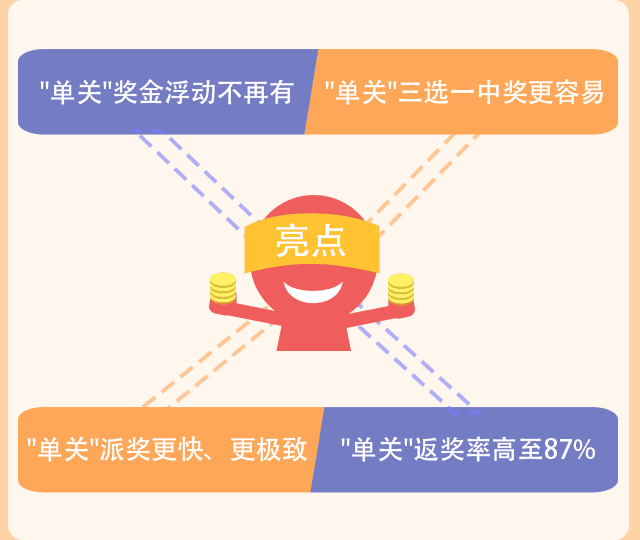 "单关"奖金浮动不再有
"单关"三选一中奖更容易
亮点
"单关"派奖更快、更极致
"单关"返奖率高至87%